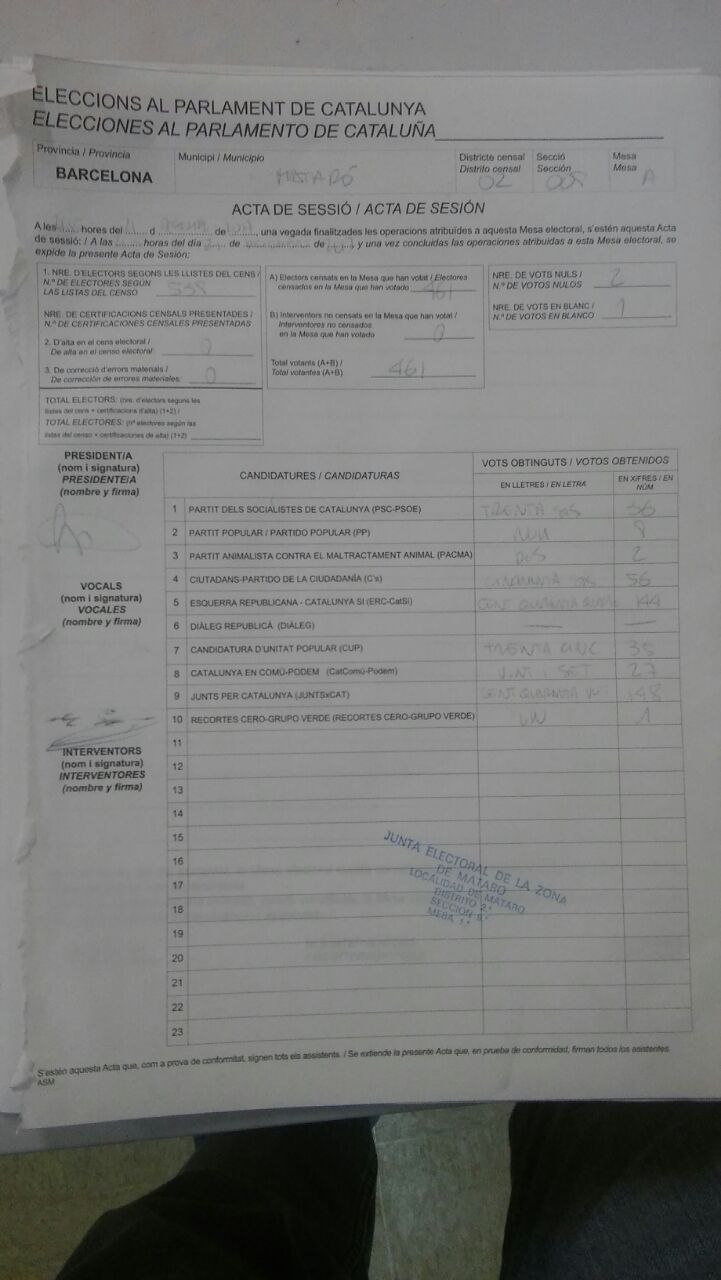 ELECCIONS AL PARLAMENT DE CATALUNYA
ELECCIONES AL PARLAMENTO DE CATALUÑA
Província / Provincia
BARCELONA
Municipi / Municipio
MATARÓ
Districte censal
Distrito censal
02
Secció
Sección
Mesa
Mesa
A
ACTA DE SESSIÓ / ACTA DE SESIÓN
A les hores del d de , una vegada finalitzades les operacions atribuïdes a aquesta Mesa electoral, s'estén aquesta Acta
de sessió: / A las horas del día de de y una vez concluidas las operaciones atribuidas a esta Mesa electoral, se
expide la presente Acta de Sesión:
1. NRE. D'ELECTORS SEGONS LES LLISTES DEL CENS /
N.º DE ELECTORES SEGÚN
LAS LISTAS DEL CENSO
NRE. DE CERTIFICACIONS CENSALS PRESENTADES /
N.º DE CERTIFICACIONES CENSALES PRESENTADAS
2. D'alta en el cens electoral /
De alta en el censo electoral: 0
3. De correcció d'errors materials /
De corrección de errores materiales: 0
TOTAL ELECTORS: (nre. d'electors segons les
llistes del cens + certificacions d'alta) (1+2) /
TOTAL ELECTORES: (nº electores según las
listas del censo + certificaciones de alta) (1+2)
A) Electors censats en la Mesa que han votat / Electores
censados en la Mesa que han votado 461
B) Interventors no censats en la Mesa que han votat /
Interventores no censados
en la Mesa que han votado 0
Total votants (A+B) /
Total votantes (A+B) 461
NRE. DE VOTS NULS /
N.º DE VOTOS NULOS 2
NRE. DE VOTS EN BLANC /
N.º DE VOTOS EN BLANCO 1
PRESIDENT/A
(nom i signatura)
PRESIDENTE/A
(nombre y firma)
VOCALS
(nom i signatura)
VOCALES
(nombre y firma)
INTERVENTORS
(nom i signatura)
INTERVENTORES
(nombre y firma)
CANDIDATURES / CANDIDATURAS
VOTS OBTINGUTS / VOTOS OBTENIDOS
EN LLETRES / EN LETRA
EN XIFRES / EN
NÚM.
1 PARTIT DELS SOCIALISTES DE CATALUNYA (PSC-PSOE) TRENTA SIS 36
2 PARTIT POPULAR / PARTIDO POPULAR (PP) 8
3 PARTIT ANIMALISTA CONTRA EL MALTRACTAMENT ANIMAL (PACMA) DOS 2
4 CIUTADANS-PARTIDO DE LA CIUDADANÍA (C's) CINQUANTA SIS 56
5 ESQUERRA REPUBLICANA - CATALUNYA SÍ (ERC-CatSí) CENT QUARANTA 144
6 DIÀLEG REPUBLICÀ (DIÀLEG) — —
7 CANDIDATURA D'UNITAT POPULAR (CUP) TRENTA CINC 35
8 CATALUNYA EN COMÚ-PODEM (CatComú-Podem) VINT I SET 27
9 JUNTS PER CATALUNYA (JUNTSxCAT) CENT QUARANTA 148
10 RECORTES CERO-GRUPO VERDE (RECORTES CERO-GRUPO VERDE) UN 1
11
12
13
14
15
16
17
18
19
20
21
22
23
JUNTA ELECTORAL DE LA ZONA
DE MATARO
LOCALIDAD DE MATARO
DISTRITO 2.º
SECCION
MESA
S'estén aquesta Acta que, com a prova de conformitat, signen tots els assistents. / Se extiende la presente Acta que, en prueba de conformidad, firman todos los asistentes.
ASM